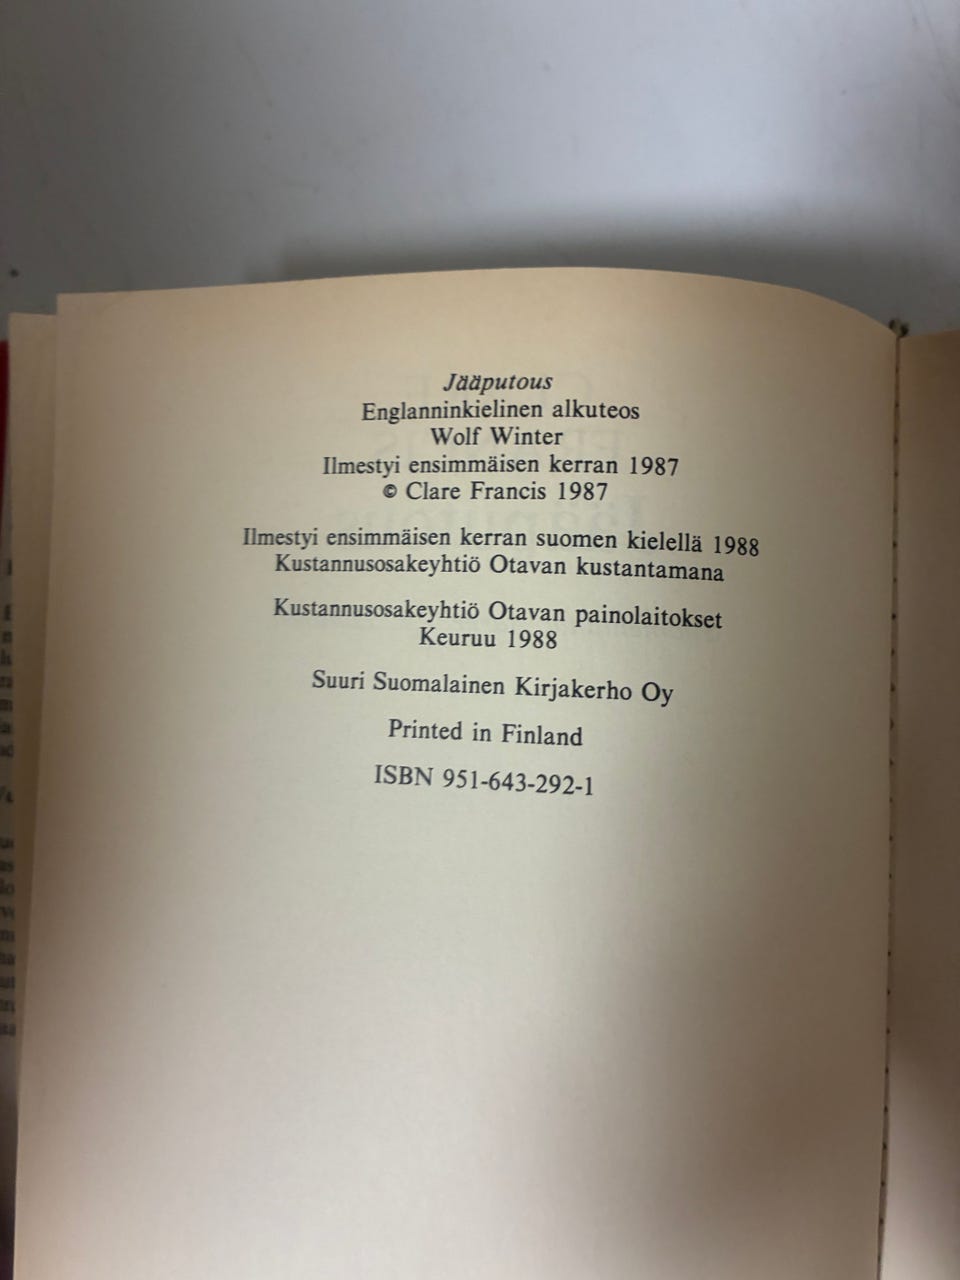 Jääputous
Englanninkielinen alkuteos
Wolf Winter
Ilmestyi ensimmäisen kerran 1987
© Clare Francis 1987
Ilmestyi ensimmäisen kerran suomen kielellä 1988
Kustannusosakeyhtiö Otavan kustantamana
Kustannusosakeyhtiö Otavan painolaitokset
Keuruu 1988
Suuri Suomalainen Kirjakerho Oy
Printed in Finland
ISBN 951-643-292-1